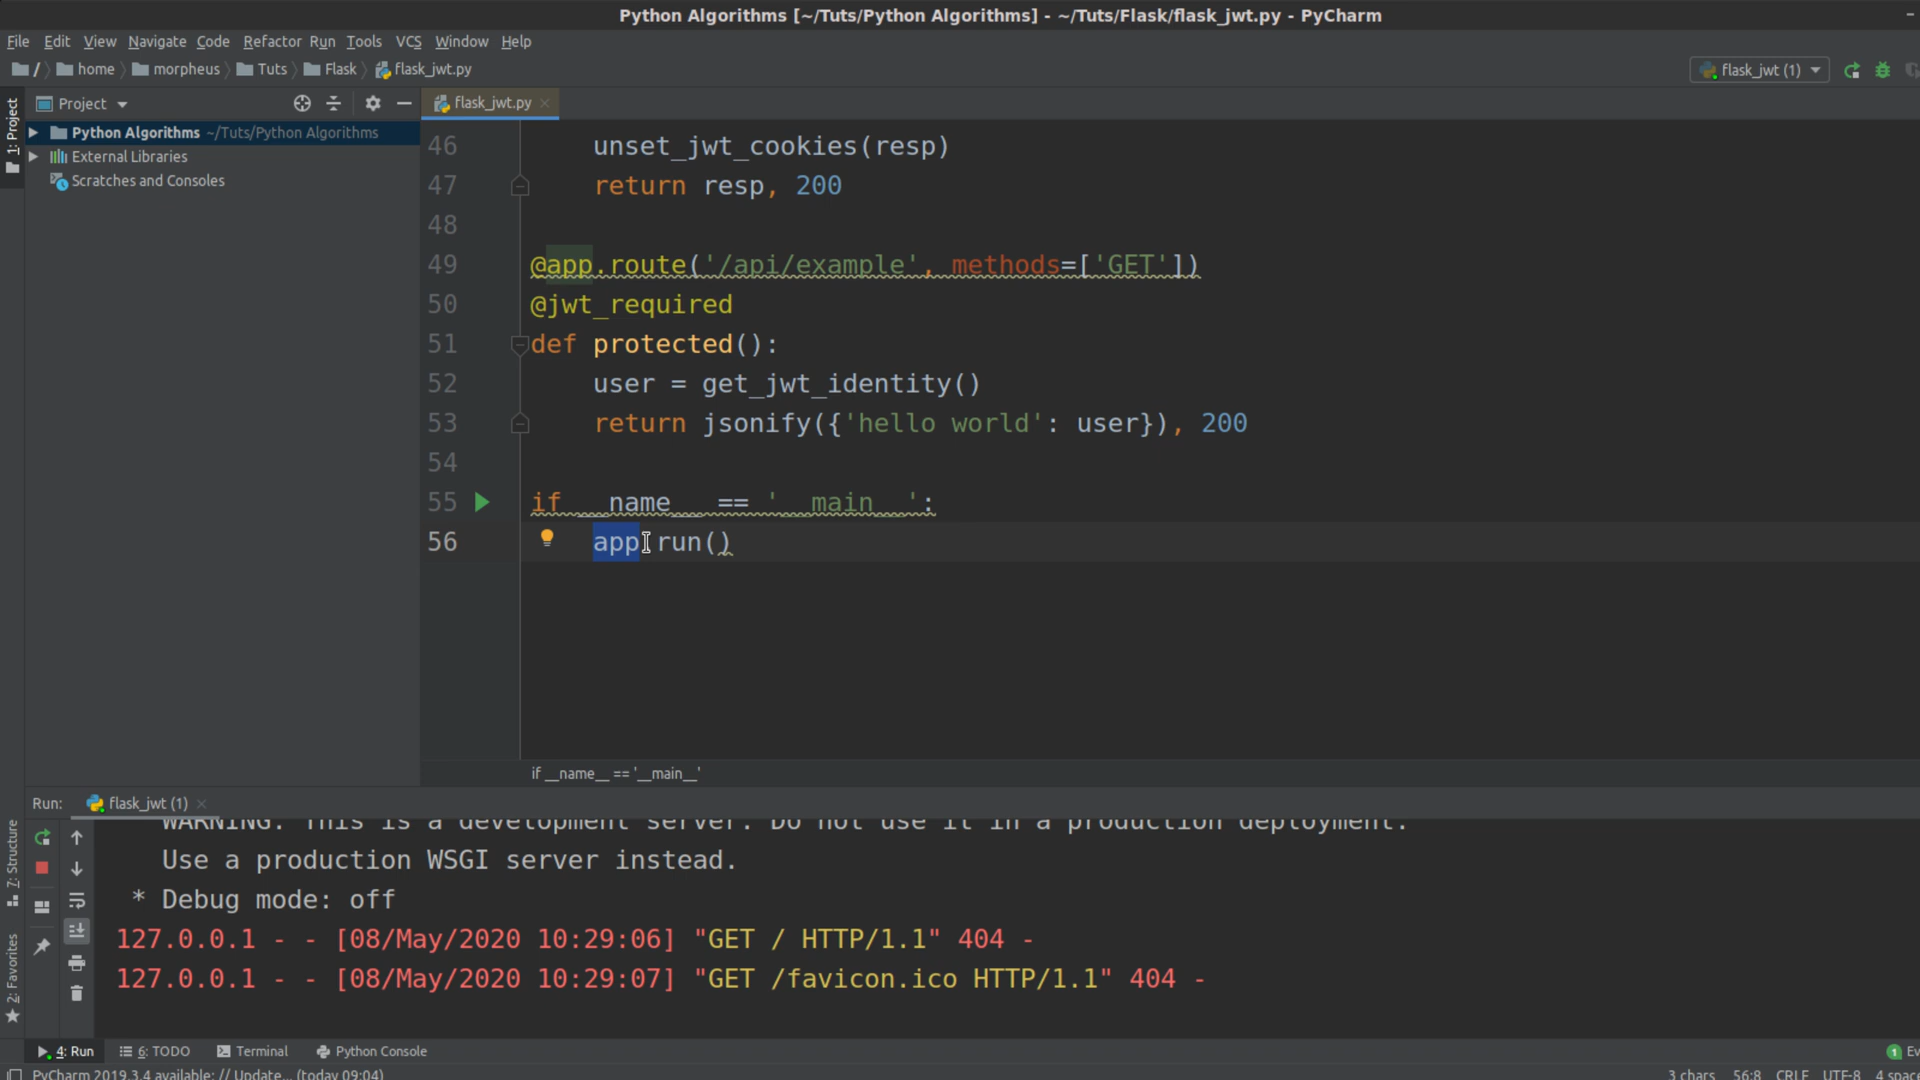 Python Algorithms [~/Tuts/Python Algorithms] - ~/Tuts/Flask/flask_jwt.py - PyCharm
File Edit View Navigate Code Refactor Run Tools VCS Window Help
/ home morpheus Tuts Flask flask_jwt.py
flask_jwt (1)
Project
flask_jwt.py
1: Project
Python Algorithms ~/Tuts/Python Algorithms
External Libraries
Scratches and Consoles
46 unset_jwt_cookies(resp)
47 return resp, 200
48
49 @app.route('/api/example', methods=['GET'])
50 @jwt_required
51 def protected():
52 user = get_jwt_identity()
53 return jsonify({'hello world': user}), 200
54
55 if __name__ == '__main__':
56 app.run()
if __name__ == '__main__'
Run: flask_jwt (1)
7: Structure
2: Favorites
WARNING: This is a development server. Do not use it in a production deployment.
Use a production WSGI server instead.
* Debug mode: off
127.0.0.1 - - [08/May/2020 10:29:06] "GET / HTTP/1.1" 404 -
127.0.0.1 - - [08/May/2020 10:29:07] "GET /favicon.ico HTTP/1.1" 404 -
4: Run 6: TODO Terminal Python Console 1 Ev
PyCharm 2019.3.4 available: // Update... (today 09:04) 3 chars 56:8 CRLF UTF-8 4 space